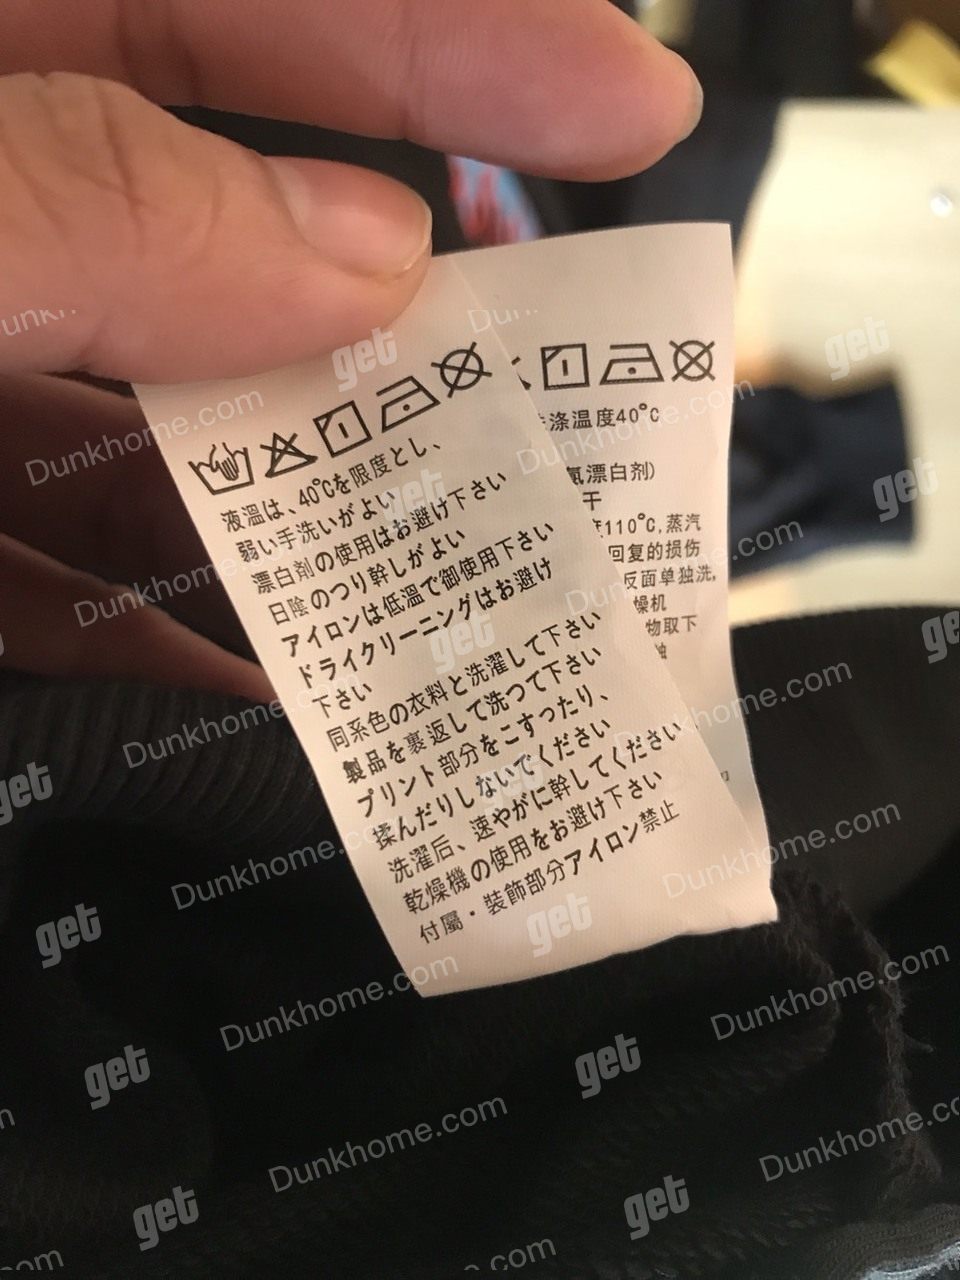 液温は、40℃を限度とし、
弱い手洗いがよい
漂白剤の使用はお避け下さい
日陰のつり幹しがよい
アイロンは低温で御使用下さい
ドライクリーニングはお避け
下さい
同系色の衣料と洗濯して下さい
製品を裏返して洗つて下さい
プリント部分をこすったり、
揉んだりしないでください
洗濯后、速やがに幹してください
乾燥機の使用をお避け下さい
付屬・裝飾部分アイロン禁止
涤温度40℃
氯漂白剂)
干
110℃,蒸汽
回复的损伤
反面单独洗,
燥机
物取下
get
Dunkhome.com